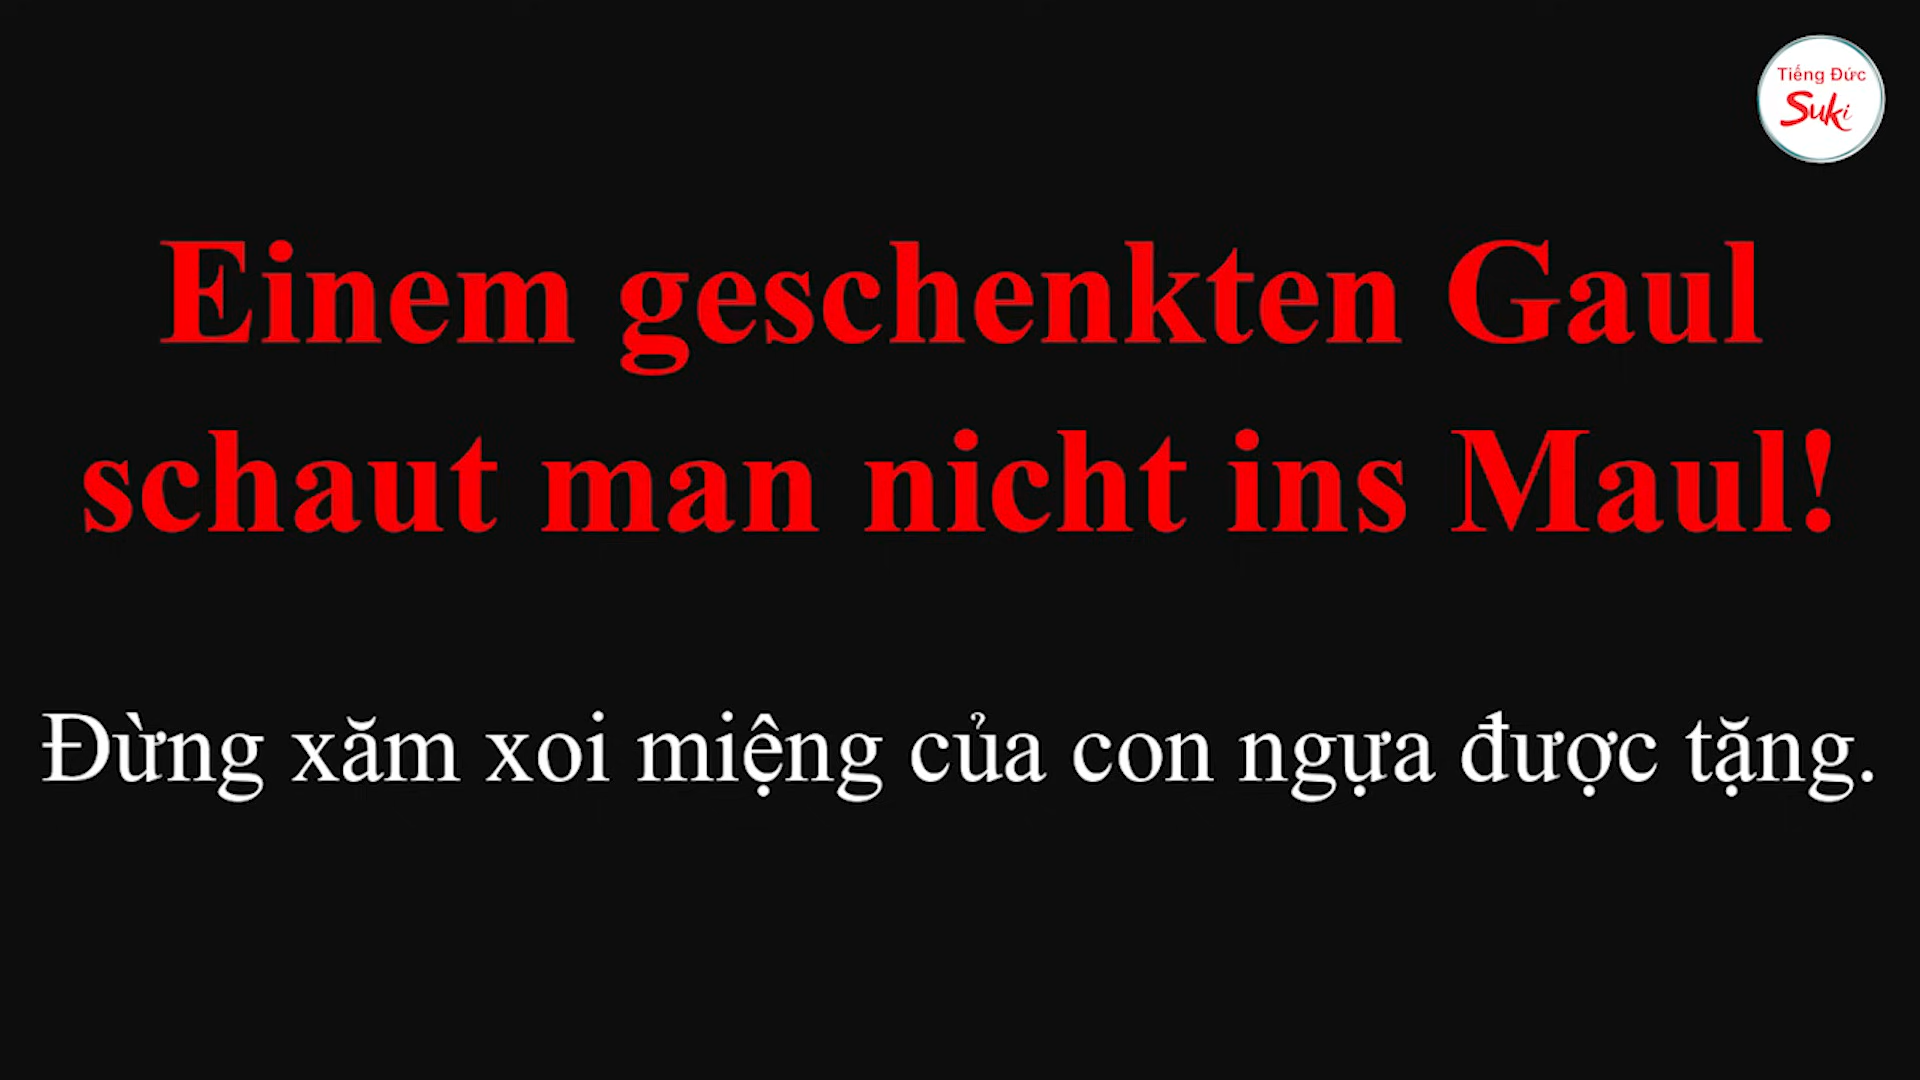 Tiếng Đức
Suki
Einem geschenkten Gaul
schaut man nicht ins Maul!
Đừng xăm xoi miệng của con ngựa được tặng.